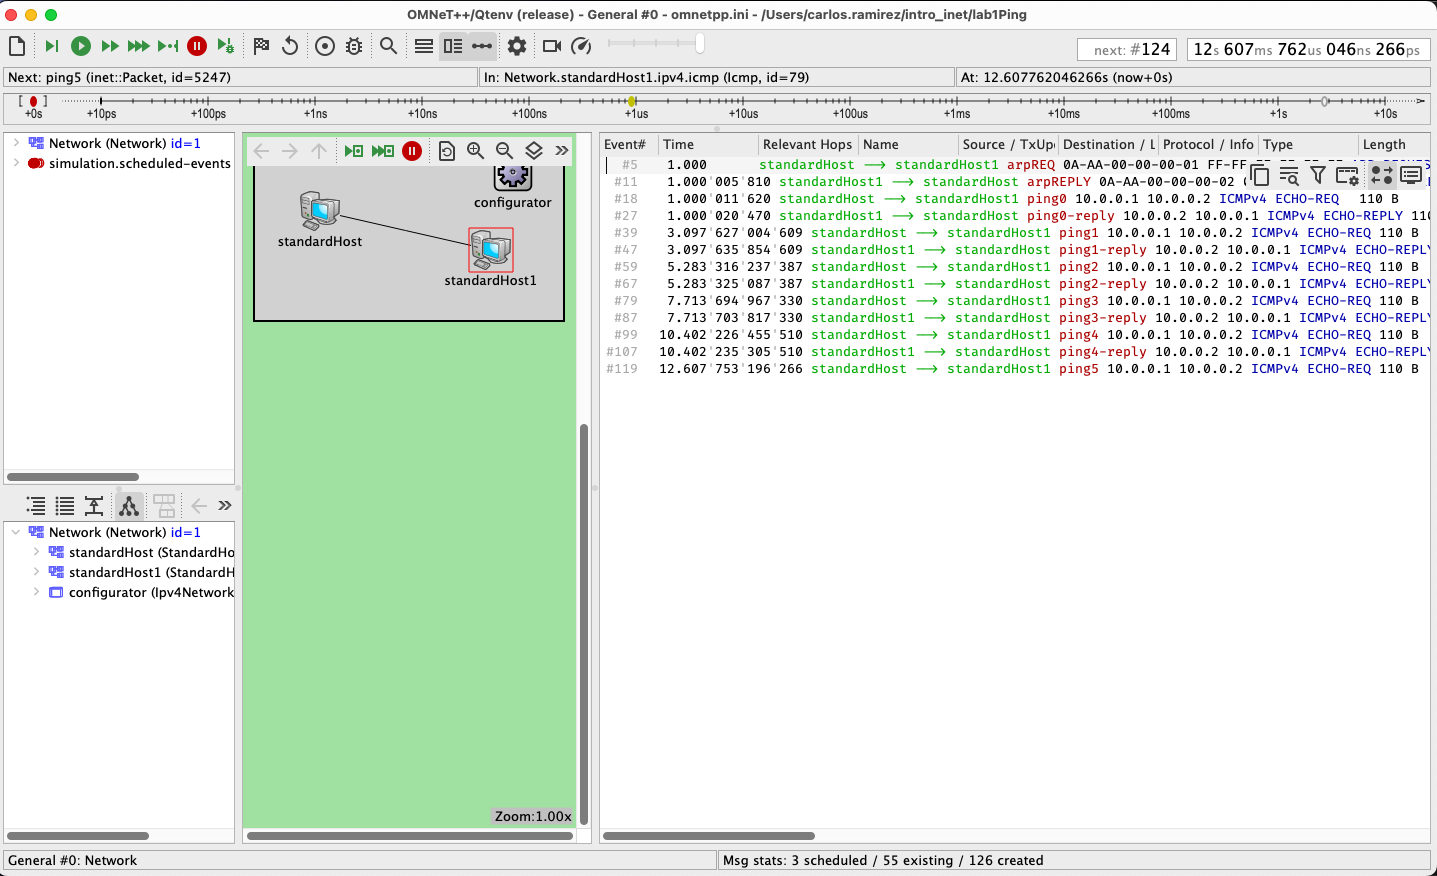 OMNeT++/Qtenv (release) - General #0 - omnetpp.ini - /Users/carlos.ramirez/intro_inet/lab1Ping
next: #124
12s 607ms 762us 046ns 266ps
Next: ping5 (inet::Packet, id=5247)
In: Network.standardHost1.ipv4.icmp (Icmp, id=79)
At: 12.607762046266s (now+0s)
+0s +10ps +100ps +1ns +10ns +100ns +1us +10us +100us +1ms +10ms +100ms +1s +10s
Network (Network) id=1
simulation.scheduled-events
configurator
standardHost
standardHost1
Zoom:1.00x
Network (Network) id=1
standardHost (StandardHo
standardHost1 (StandardH
configurator (Ipv4Network
Event# Time Relevant Hops Name Source / TxUp Destination / L Protocol / Info Type Length
#5 1.000 standardHost --> standardHost1 arpREQ 0A-AA-00-00-00-01 FF-FF
#11 1.000'005'810 standardHost1 --> standardHost arpREPLY 0A-AA-00-00-00-02
#18 1.000'011'620 standardHost --> standardHost1 ping0 10.0.0.1 10.0.0.2 ICMPv4 ECHO-REQ 110 B
#27 1.000'020'470 standardHost1 --> standardHost ping0-reply 10.0.0.2 10.0.0.1 ICMPv4 ECHO-REPLY 110
#39 3.097'627'004'609 standardHost --> standardHost1 ping1 10.0.0.1 10.0.0.2 ICMPv4 ECHO-REQ 110 B
#47 3.097'635'854'609 standardHost1 --> standardHost ping1-reply 10.0.0.2 10.0.0.1 ICMPv4 ECHO-REPLY
#59 5.283'316'237'387 standardHost --> standardHost1 ping2 10.0.0.1 10.0.0.2 ICMPv4 ECHO-REQ 110 B
#67 5.283'325'087'387 standardHost1 --> standardHost ping2-reply 10.0.0.2 10.0.0.1 ICMPv4 ECHO-REPLY
#79 7.713'694'967'330 standardHost --> standardHost1 ping3 10.0.0.1 10.0.0.2 ICMPv4 ECHO-REQ 110 B
#87 7.713'703'817'330 standardHost1 --> standardHost ping3-reply 10.0.0.2 10.0.0.1 ICMPv4 ECHO-REPLY
#99 10.402'226'455'510 standardHost --> standardHost1 ping4 10.0.0.1 10.0.0.2 ICMPv4 ECHO-REQ 110 B
#107 10.402'235'305'510 standardHost1 --> standardHost ping4-reply 10.0.0.2 10.0.0.1 ICMPv4 ECHO-REPLY
#119 12.607'753'196'266 standardHost --> standardHost1 ping5 10.0.0.1 10.0.0.2 ICMPv4 ECHO-REQ 110 B
General #0: Network
Msg stats: 3 scheduled / 55 existing / 126 created